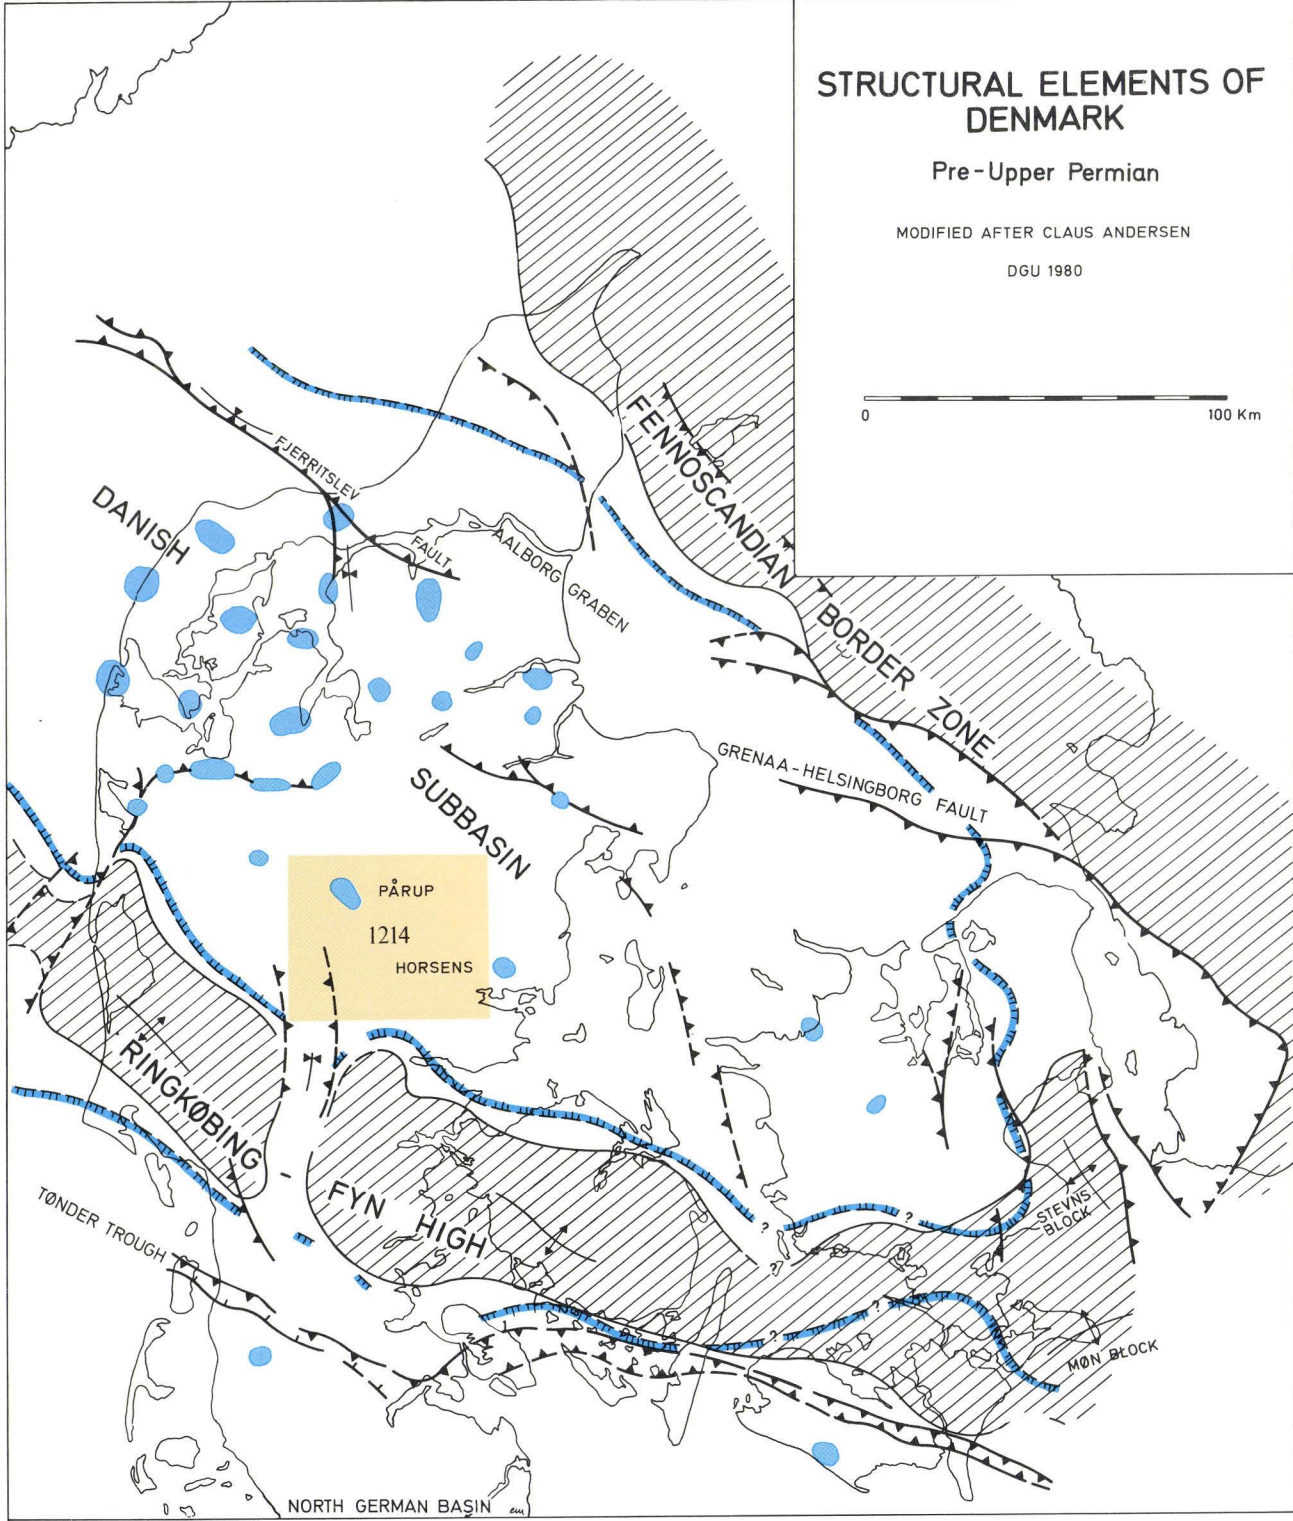 STRUCTURAL ELEMENTS OF
DENMARK
Pre-Upper Permian
MODIFIED AFTER CLAUS ANDERSEN
DGU 1980
0 100 Km
FENNOSCANDIAN BORDER ZONE
FJERRITSLEV FAULT
DANISH SUBBASIN
AALBORG GRABEN
GRENAA-HELSINGBORG FAULT
PÅRUP
1214
HORSENS
RINGKØBING FYN HIGH
STEVNS
BLOCK
TØNDER TROUGH
?
?
?
?
?
MØN BLOCK
NORTH GERMAN BASIN